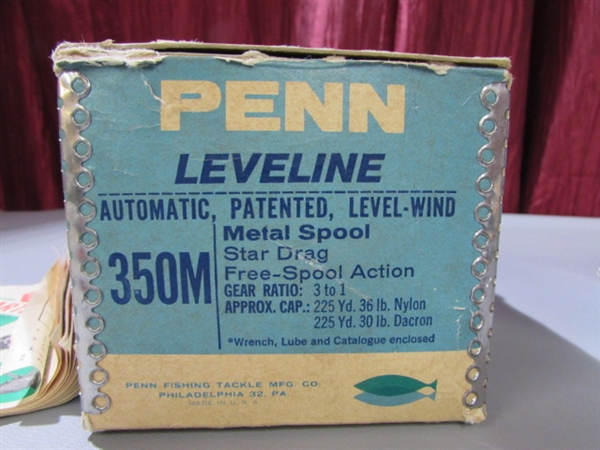 PENN
LEVELINE
AUTOMATIC, PATENTED, LEVEL-WIND
350M
Metal Spool
Star Drag
Free-Spool Action
GEAR RATIO: 3 to 1
APPROX. CAP.: 225 Yd. 36 lb. Nylon
225 Yd. 30 lb. Dacron
*Wrench, Lube and Catalogue enclosed
PENN FISHING TACKLE MFG. CO.
PHILADELPHIA 32, PA.
MADE IN U.S.A.